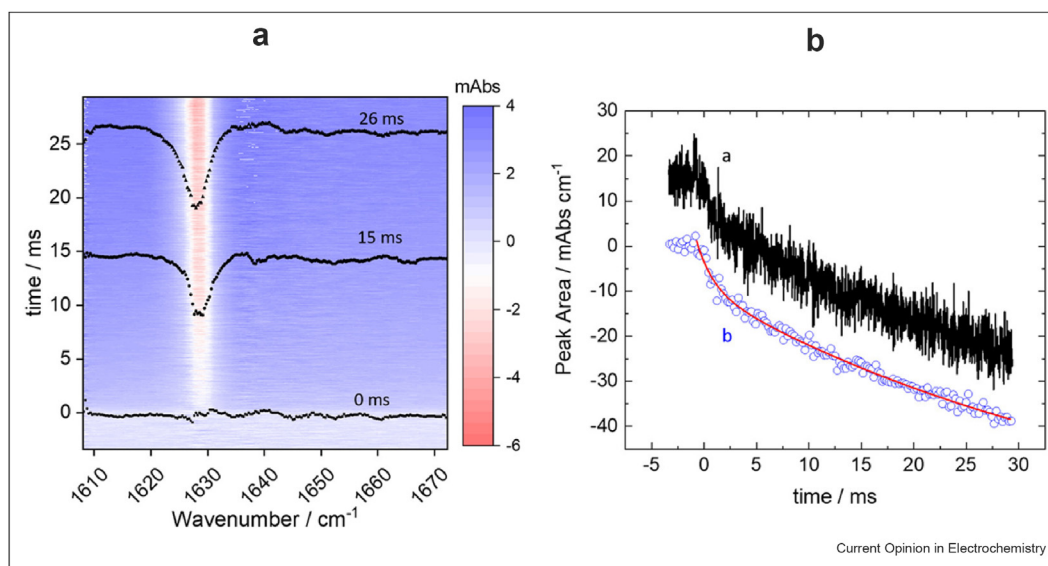 a
mAbs
26 ms
15 ms
0 ms
time / ms
25
20
15
10
5
0
1610
1620
1630
1640
1650
1660
1670
Wavenumber / cm⁻¹
4
2
0
-2
-4
-6
b
Peak Area / mAbs cm⁻¹
30
20
10
0
-10
-20
-30
-40
a
b
-5
0
5
10
15
20
25
30
time / ms
Current Opinion in Electrochemistry